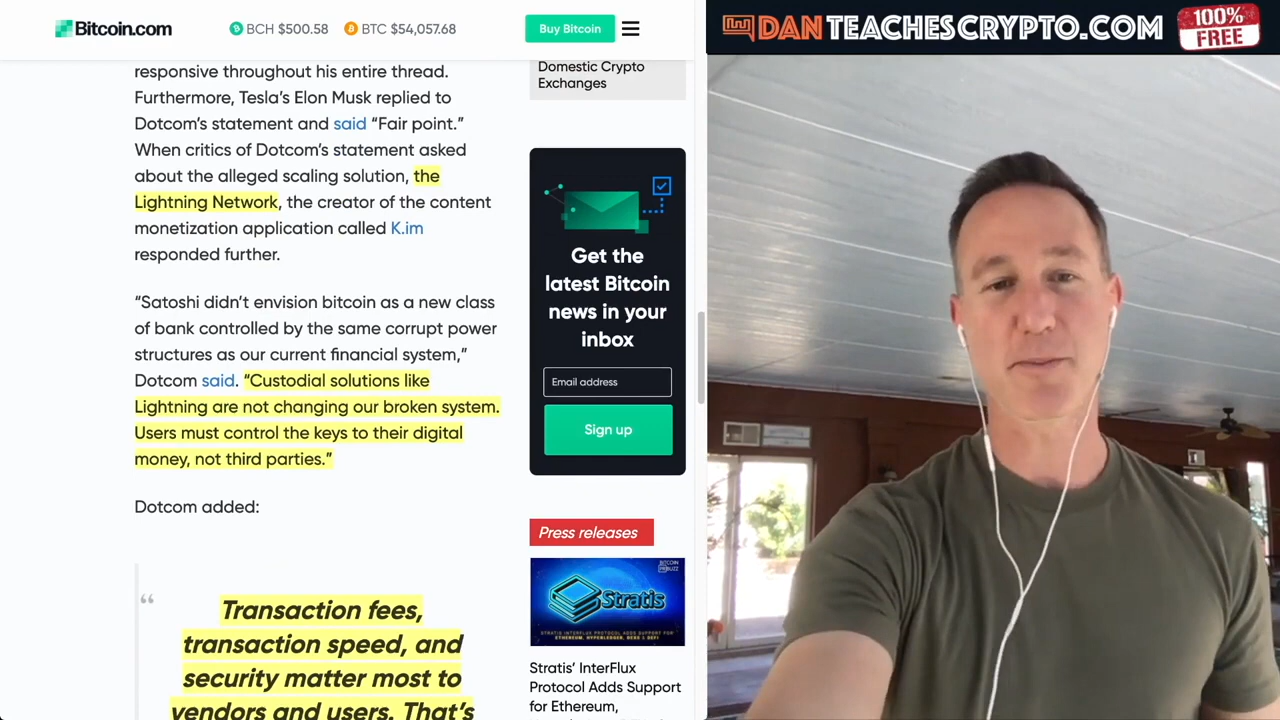 Bitcoin.com
BCH $500.58
BTC $54,057.68
Buy Bitcoin
DANTEACHESCRYPTO.COM
100%
FREE
responsive throughout his entire thread.
Furthermore, Tesla’s Elon Musk replied to
Dotcom’s statement and said “Fair point.”
When critics of Dotcom’s statement asked
about the alleged scaling solution, the
Lightning Network, the creator of the content
monetization application called K.im
responded further.
“Satoshi didn’t envision bitcoin as a new class
of bank controlled by the same corrupt power
structures as our current financial system,”
Dotcom said. “Custodial solutions like
Lightning are not changing our broken system.
Users must control the keys to their digital
money, not third parties.”
Dotcom added:
“
Transaction fees,
transaction speed, and
security matter most to
vendors and users. That’s
Domestic Crypto
Exchanges
Get the
latest Bitcoin
news in your
inbox
Email address
Sign up
Press releases
Stratis
STRATIS INTERFLUX PROTOCOL ADDS SUPPORT FOR
Stratis’ InterFlux
Protocol Adds Support
for Ethereum,